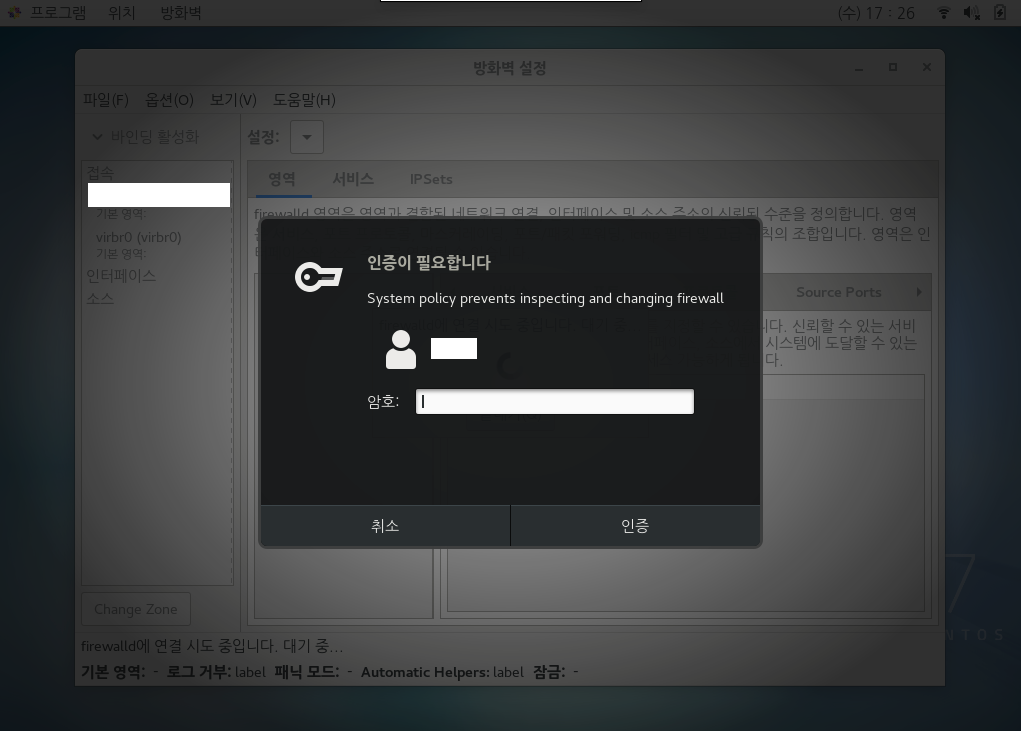 프로그램 위치 방화벽 (수) 17 : 26
방화벽 설정
파일(F) 옵션(O) 보기(V) 도움말(H)
바인딩 활성화
설정:
접속
기본 영역:
virbr0 (virbr0)
기본 영역:
인터페이스
소스
영역 서비스 IPSets
firewalld 영역은 영역과 결합된 네트워크 연결, 인터페이스 및 소스 주소의 신뢰된 수준을 정의합니다. 영역
칙의 조합입니다. 영역은 인
Source Ports
니다. 신뢰할 수 있는 서비
시스템에 도달할 수 있는
다.
인증이 필요합니다
System policy prevents inspecting and changing firewall
암호:
취소 인증
Change Zone
firewalld에 연결 시도 중입니다. 대기 중...
기본 영역: - 로그 거부: label 패닉 모드: - Automatic Helpers: label 잠금: -
7
NTOS